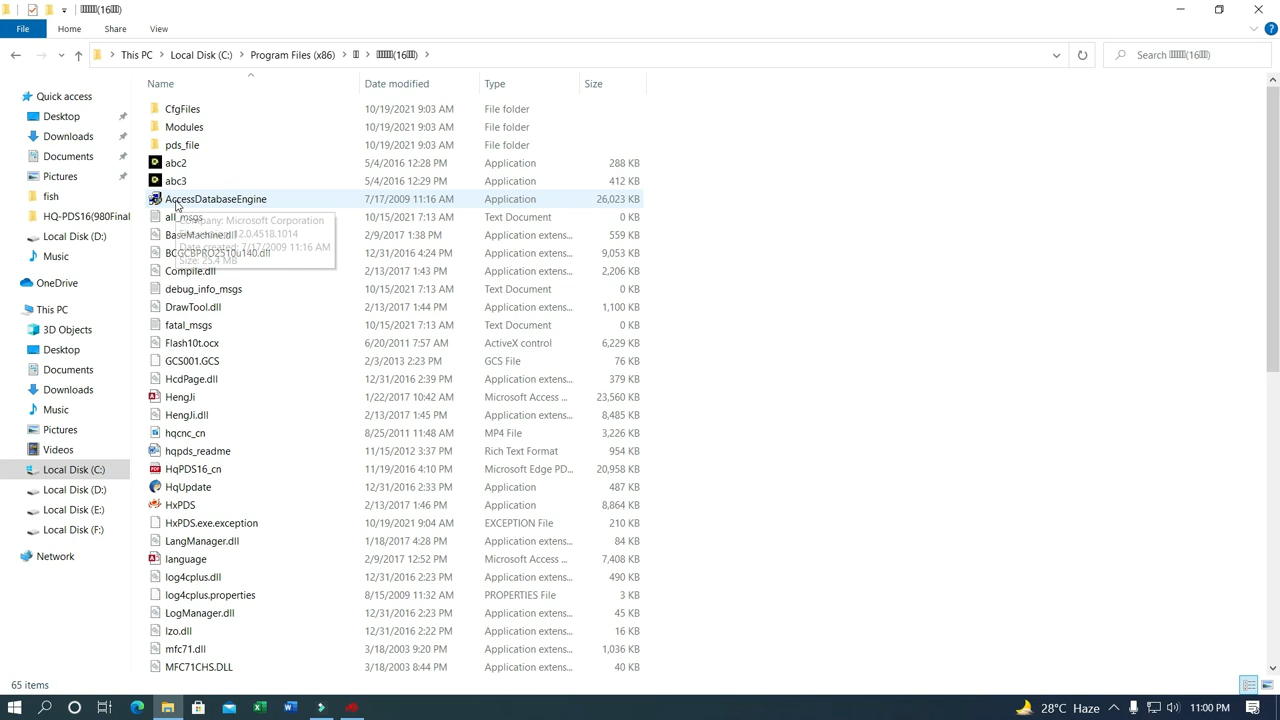 (16
File
Home
Share
View
This PC
Local Disk (C:)
Program Files (x86)
(16
Search (16
Name
Date modified
Type
Size
Quick access
Desktop
Downloads
Documents
Pictures
fish
HQ-PDS16(980Final
Local Disk (D:)
Music
OneDrive
This PC
3D Objects
Desktop
Documents
Downloads
Music
Pictures
Videos
Local Disk (C:)
Local Disk (D:)
Local Disk (E:)
Local Disk (F:)
Network
CfgFiles 10/19/2021 9:03 AM File folder
Modules 10/19/2021 9:03 AM File folder
pds_file 10/19/2021 9:03 AM File folder
abc2 5/4/2016 12:28 PM Application 288 KB
abc3 5/4/2016 12:29 PM Application 412 KB
AccessDatabaseEngine 7/17/2009 11:16 AM Application 26,023 KB
all_msgs 10/15/2021 7:13 AM Text Document 0 KB
Company: Microsoft Corporation
12.0.4518.1014
Date created: 7/17/2009 11:16 AM
Size: 25.4 MB
BaseMachine.dll 2/9/2017 1:38 PM Application extens... 559 KB
BCGCBPRO2510u140.dll 12/31/2016 4:24 PM Application extens... 9,053 KB
Compile.dll 2/13/2017 1:43 PM Application extens... 2,206 KB
debug_info_msgs 10/15/2021 7:13 AM Text Document 0 KB
DrawTool.dll 2/13/2017 1:44 PM Application extens... 1,100 KB
fatal_msgs 10/15/2021 7:13 AM Text Document 0 KB
Flash10t.ocx 6/20/2011 7:57 AM ActiveX control 6,229 KB
GCS001.GCS 2/3/2013 2:23 PM GCS File 76 KB
HcdPage.dll 12/31/2016 2:39 PM Application extens... 379 KB
HengJi 1/22/2017 10:42 AM Microsoft Access ... 23,560 KB
HengJi.dll 2/13/2017 1:45 PM Application extens... 8,485 KB
hqcnc_cn 8/25/2011 11:48 AM MP4 File 3,226 KB
hqpds_readme 11/15/2012 3:37 PM Rich Text Format 954 KB
HqPDS16_cn 11/19/2016 4:10 PM Microsoft Edge PD... 20,958 KB
HqUpdate 12/31/2016 2:33 PM Application 487 KB
HxPDS 2/13/2017 1:46 PM Application 8,864 KB
HxPDS.exe.exception 10/19/2021 9:04 AM EXCEPTION File 210 KB
LangManager.dll 1/18/2017 4:28 PM Application extens... 84 KB
language 2/9/2017 12:52 PM Microsoft Access ... 7,408 KB
log4cplus.dll 12/31/2016 2:23 PM Application extens... 490 KB
log4cplus.properties 8/15/2009 11:32 AM PROPERTIES File 3 KB
LogManager.dll 12/31/2016 2:23 PM Application extens... 45 KB
lzo.dll 12/31/2016 2:22 PM Application extens... 16 KB
mfc71.dll 3/18/2003 9:20 PM Application extens... 1,036 KB
MFC71CHS.DLL 3/18/2003 8:44 PM Application extens... 40 KB
65 items
28°C Haze
11:00 PM